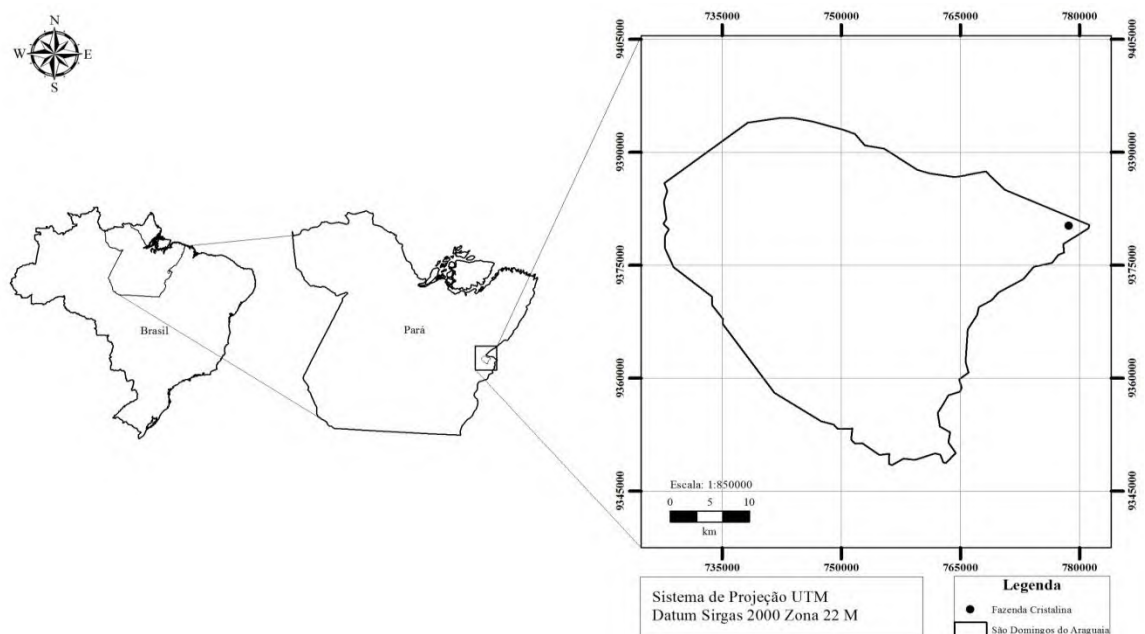 N
W
E
S
Brasil
Pará
735000
750000
765000
780000
9405000
9405000
9390000
9390000
9375000
9375000
9360000
9360000
9345000
9345000
Escala: 1:850000
0 5 10
km
735000
750000
765000
780000
Sistema de Projeção UTM
Datum Sirgas 2000 Zona 22 M
Legenda
Fazenda Cristalina
São Domingos do Araguaia